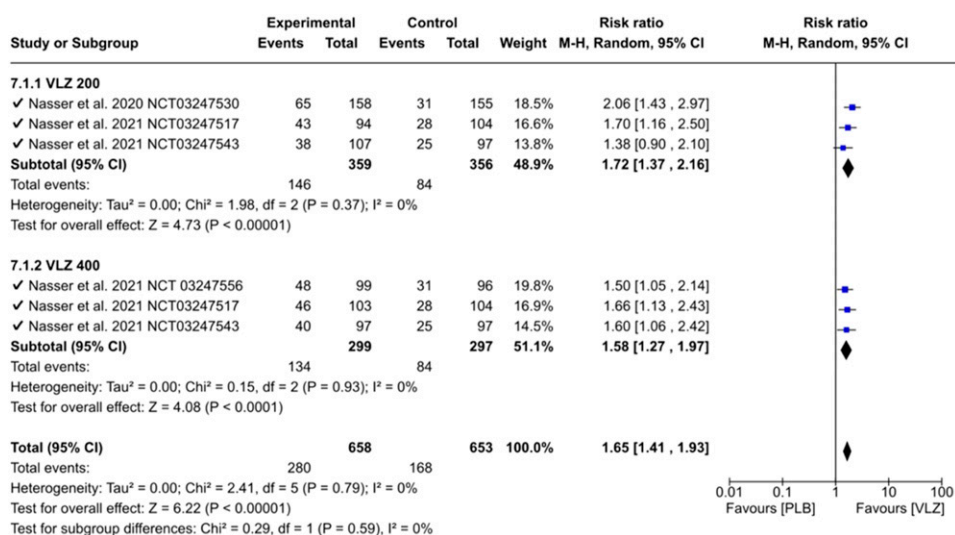 Experimental Control Risk ratio Risk ratio
Study or Subgroup Events Total Events Total Weight M-H, Random, 95% CI M-H, Random, 95% CI
7.1.1 VLZ 200
✓ Nasser et al. 2020 NCT03247530 65 158 31 155 18.5% 2.06 [1.43 , 2.97]
✓ Nasser et al. 2021 NCT03247517 43 94 28 104 16.6% 1.70 [1.16 , 2.50]
✓ Nasser et al. 2021 NCT03247543 38 107 25 97 13.8% 1.38 [0.90 , 2.10]
Subtotal (95% CI) 359 356 48.9% 1.72 [1.37 , 2.16]
Total events: 146 84
Heterogeneity: Tau² = 0.00; Chi² = 1.98, df = 2 (P = 0.37); I² = 0%
Test for overall effect: Z = 4.73 (P < 0.00001)
7.1.2 VLZ 400
✓ Nasser et al. 2021 NCT 03247556 48 99 31 96 19.8% 1.50 [1.05 , 2.14]
✓ Nasser et al. 2021 NCT03247517 46 103 28 104 16.9% 1.66 [1.13 , 2.43]
✓ Nasser et al. 2021 NCT03247543 40 97 25 97 14.5% 1.60 [1.06 , 2.42]
Subtotal (95% CI) 299 297 51.1% 1.58 [1.27 , 1.97]
Total events: 134 84
Heterogeneity: Tau² = 0.00; Chi² = 0.15, df = 2 (P = 0.93); I² = 0%
Test for overall effect: Z = 4.08 (P < 0.0001)
Total (95% CI) 658 653 100.0% 1.65 [1.41 , 1.93]
Total events: 280 168
Heterogeneity: Tau² = 0.00; Chi² = 2.41, df = 5 (P = 0.79); I² = 0%
Test for overall effect: Z = 6.22 (P < 0.00001)
Test for subgroup differences: Chi² = 0.29, df = 1 (P = 0.59), I² = 0%
0.01 0.1 1 10 100
Favours [PLB] Favours [VLZ]